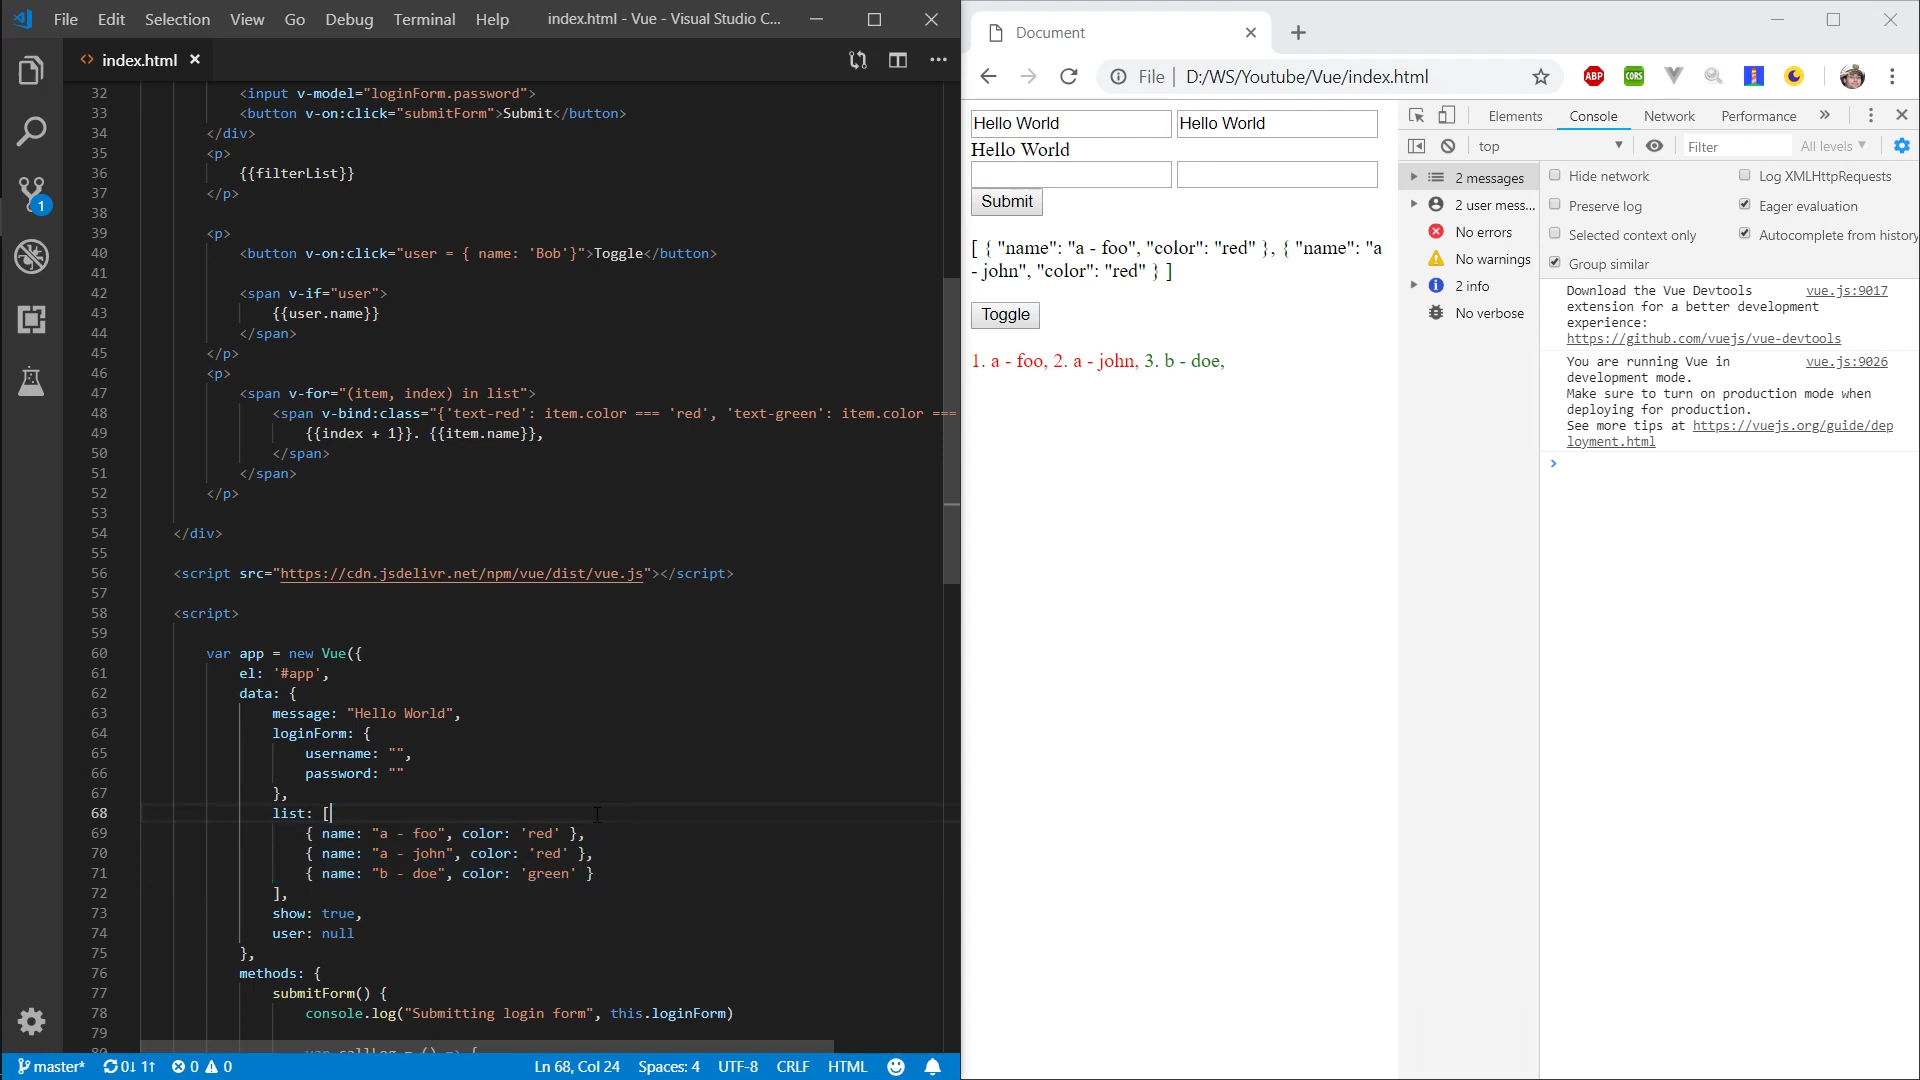 File Edit Selection View Go Debug Terminal Help index.html - Vue - Visual Studio C...
index.html
32 <input v-model="loginForm.password">
33 <button v-on:click="submitForm">Submit</button>
34 </div>
35 <p>
36 {{filterList}}
37 </p>
38
39 <p>
40 <button v-on:click="user = { name: 'Bob'}">Toggle</button>
41
42 <span v-if="user">
43 {{user.name}}
44 </span>
45 </p>
46 <p>
47 <span v-for="(item, index) in list">
48 <span v-bind:class="{'text-red': item.color === 'red', 'text-green': item.color ===
49 {{index + 1}}. {{item.name}},
50 </span>
51 </span>
52 </p>
53
54 </div>
55
56 <script src="https://cdn.jsdelivr.net/npm/vue/dist/vue.js"></script>
57
58 <script>
59
60 var app = new Vue({
61 el: '#app',
62 data: {
63 message: "Hello World",
64 loginForm: {
65 username: "",
66 password: ""
67 },
68 list: [
69 { name: "a - foo", color: 'red' },
70 { name: "a - john", color: 'red' },
71 { name: "b - doe", color: 'green' }
72 ],
73 show: true,
74 user: null
75 },
76 methods: {
77 submitForm() {
78 console.log("Submitting login form", this.loginForm)
79
1
master* 0↓ 1↑ 0 0 Ln 68, Col 24 Spaces: 4 UTF-8 CRLF HTML
Document
File D:/WS/Youtube/Vue/index.html ABP CORS
Hello World Hello World
Hello World
Submit
[ { "name": "a - foo", "color": "red" }, { "name": "a
- john", "color": "red" } ]
Toggle
1. a - foo, 2. a - john, 3. b - doe,
Elements Console Network Performance
top Filter All levels
2 messages
2 user mess...
No errors
No warnings
2 info
No verbose
Hide network Log XMLHttpRequests
Preserve log Eager evaluation
Selected context only Autocomplete from history
Group similar
Download the Vue Devtools vue.js:9017
extension for a better development
experience:
https://github.com/vuejs/vue-devtools
You are running Vue in vue.js:9026
development mode.
Make sure to turn on production mode when
deploying for production.
See more tips at https://vuejs.org/guide/dep
loyment.html